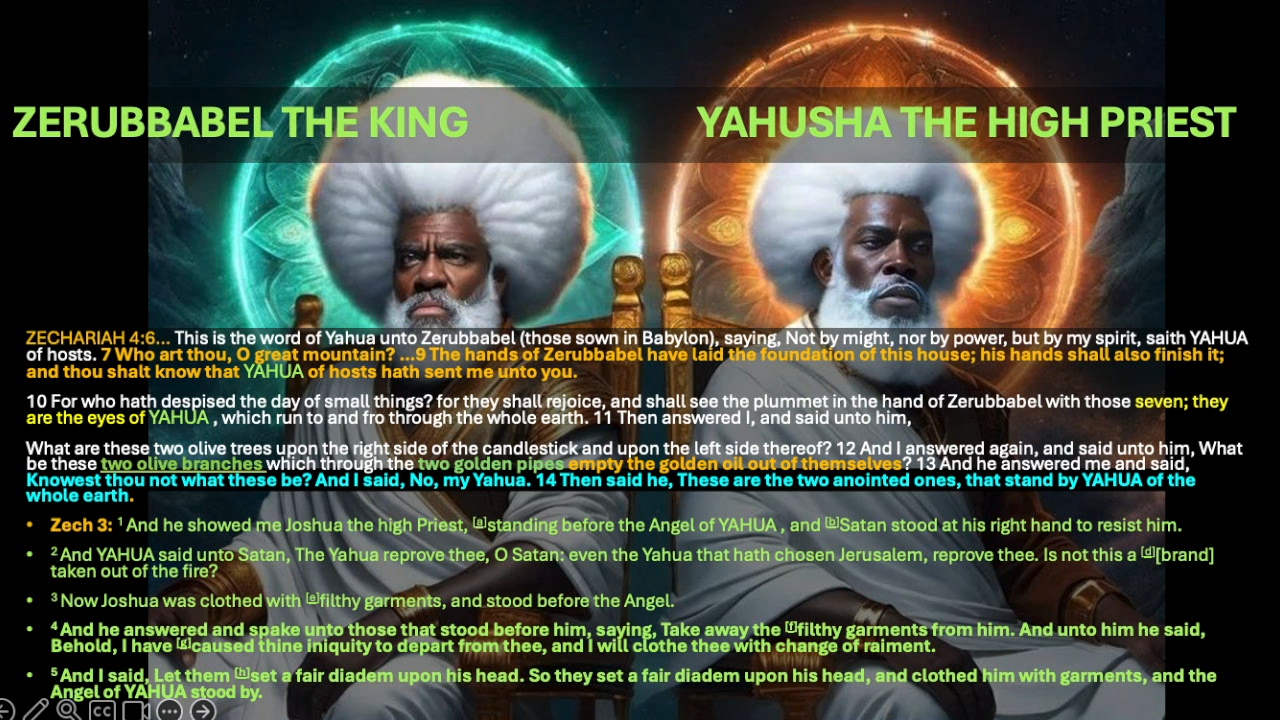 ZERUBBABEL THE KING
YAHUSHA THE HIGH PRIEST
ZECHARIAH 4:6... This is the word of Yahua unto Zerubbabel (those sown in Babylon), saying, Not by might, nor by power, but by my spirit, saith YAHUA
of hosts. 7 Who art thou, O great mountain? ...9 The hands of Zerubbabel have laid the foundation of this house; his hands shall also finish it;
and thou shalt know that YAHUA of hosts hath sent me unto you.
10 For who hath despised the day of small things? for they shall rejoice, and shall see the plummet in the hand of Zerubbabel with those seven; they
are the eyes of YAHUA , which run to and fro through the whole earth. 11 Then answered I, and said unto him,
What are these two olive trees upon the right side of the candlestick and upon the left side thereof? 12 And I answered again, and said unto him, What
be these two olive branches which through the two golden pipes empty the golden oil out of themselves? 13 And he answered me and said,
Knowest thou not what these be? And I said, No, my Yahua. 14 Then said he, These are the two anointed ones, that stand by YAHUA of the
whole earth.
• Zech 3: 1 And he showed me Joshua the high Priest, [a]standing before the Angel of YAHUA , and [b]Satan stood at his right hand to resist him.
• 2 And YAHUA said unto Satan, The Yahua reprove thee, O Satan: even the Yahua that hath chosen Jerusalem, reprove thee. Is not this a [d][brand]
taken out of the fire?
• 3 Now Joshua was clothed with [e]filthy garments, and stood before the Angel.
• 4 And he answered and spake unto those that stood before him, saying, Take away the [f]filthy garments from him. And unto him he said,
Behold, I have [g]caused thine iniquity to depart from thee, and I will clothe thee with change of raiment.
• 5 And I said, Let them [h]set a fair diadem upon his head. So they set a fair diadem upon his head, and clothed him with garments, and the
Angel of YAHUA stood by.
CC